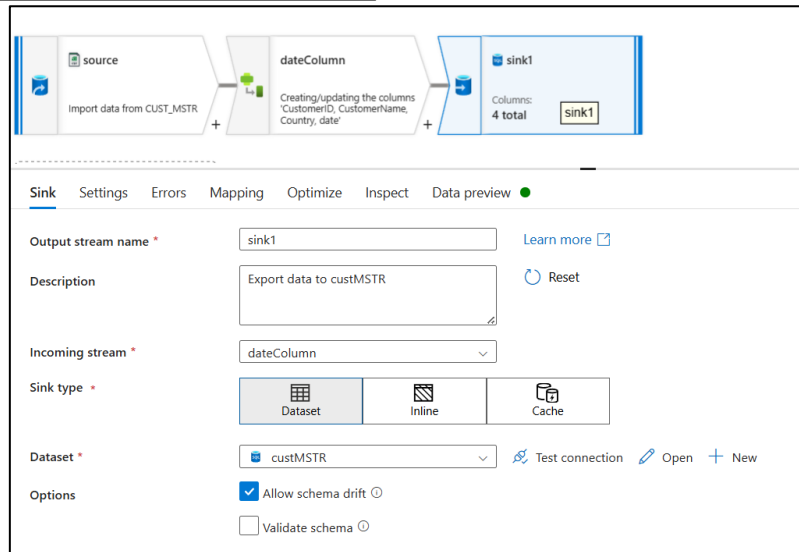 source
Import data from CUST_MSTR
+
dateColumn
Creating/updating the columns
'CustomerID, CustomerName,
Country, date'
+
sink1
Columns:
4 total
sink1
Sink Settings Errors Mapping Optimize Inspect Data preview
Output stream name * sink1 Learn more
Description Export data to custMSTR Reset
Incoming stream * dateColumn
Sink type * Dataset Inline Cache
Dataset * custMSTR Test connection Open New
Options Allow schema drift
Validate schema